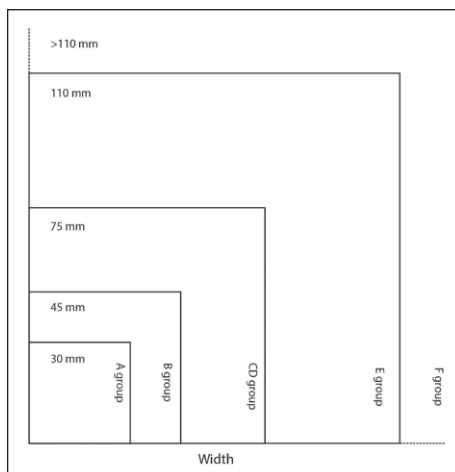 >110 mm
110 mm
75 mm
45 mm
30 mm
A group
B group
CD group
E group
F group
Width